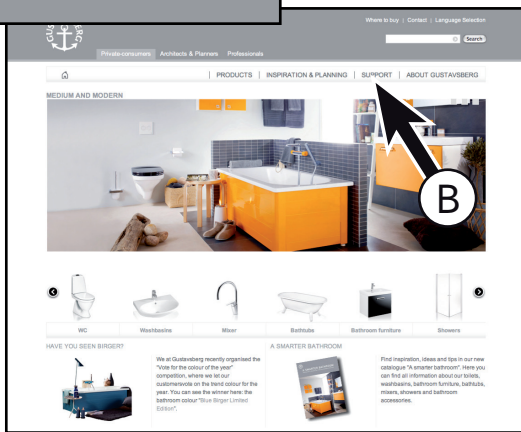 GUSTAVSBERG
Where to buy | Contact | Language Selection
Search
Private-consumers Architects & Planners Professionals
PRODUCTS | INSPIRATION & PLANNING | SUPPORT | ABOUT GUSTAVSBERG
MEDIUM AND MODERN
B
WC Washbasins Mixer Bathtubs Bathroom furniture Showers
HAVE YOU SEEN BIRGER?
We at Gustavsberg recently organised the
"Vote for the colour of the year"
competition, where we let our
customersvote on the trend colour for the
year. You can see the winner here: the
bathroom colour "Blue Birger Limited
Edition".
A SMARTER BATHROOM
Find inspiration, ideas and tips in our new
catalogue "A smarter bathroom". Here you
can find all information about our toilets,
washbasins, bathroom furniture, bathtubs,
mixers, showers and bathroom
accessories.